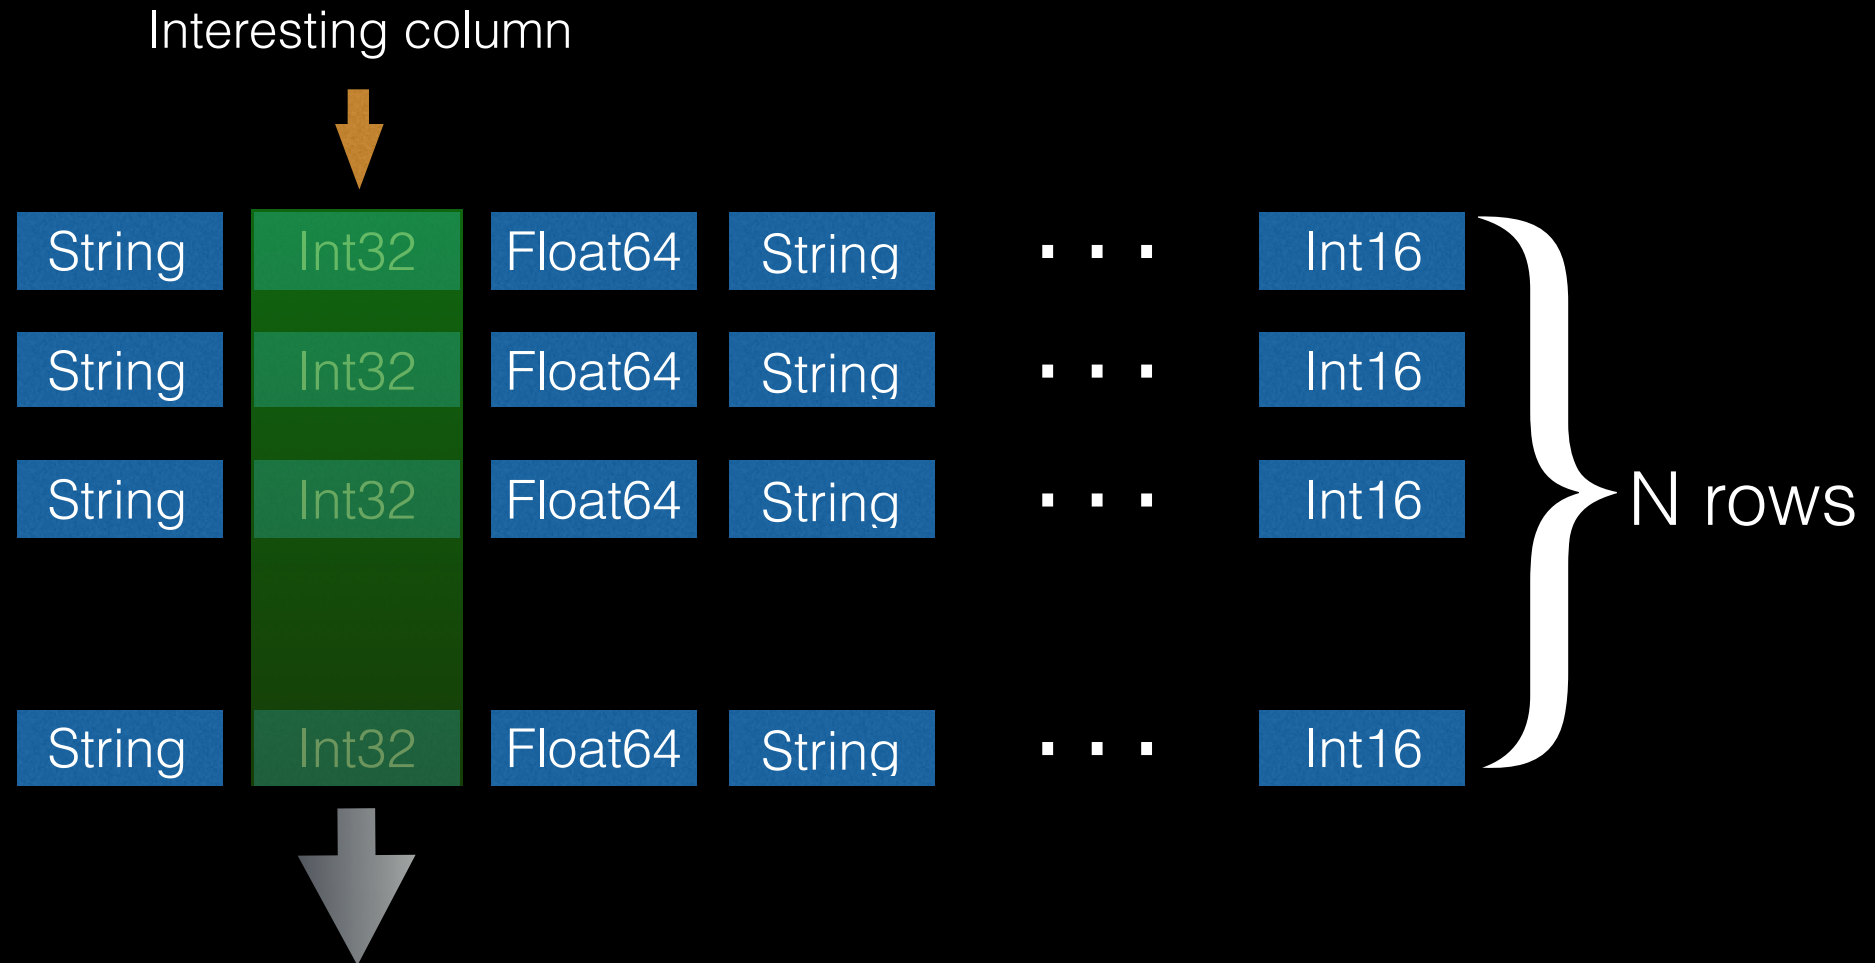 Interesting column
String Int32 Float64 String ... Int16
String Int32 Float64 String ... Int16
String Int32 Float64 String ... Int16
N rows
String Int32 Float64 String ... Int16